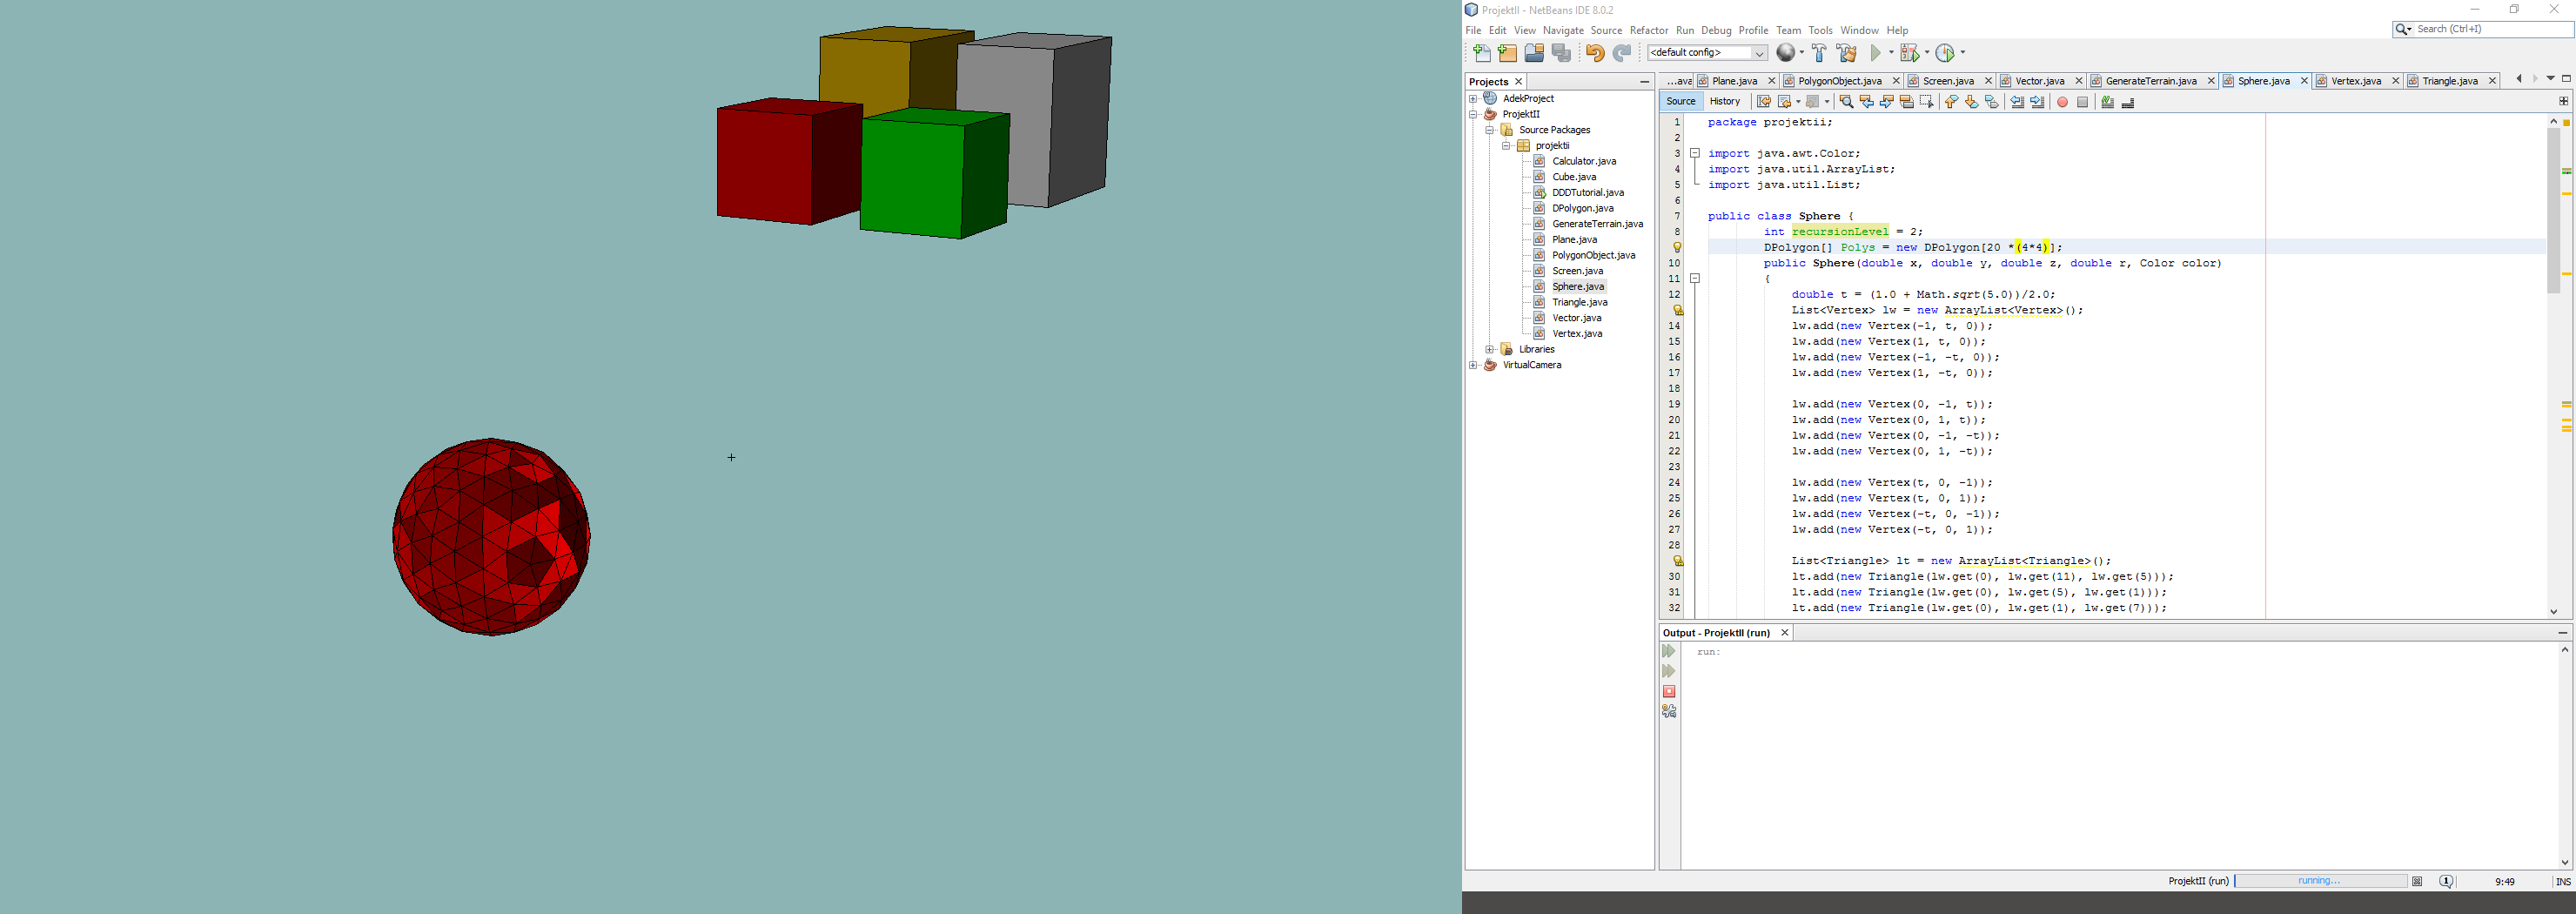 ProjektII - NetBeans IDE 8.0.2
File Edit View Navigate Source Refactor Run Debug Profile Team Tools Window Help
Search (Ctrl+I)
<default config>
Projects
...ava Plane.java PolygonObject.java Screen.java Vector.java GenerateTerrain.java Sphere.java Vertex.java Triangle.java
AdekProject
ProjektII
Source Packages
projektii
Calculator.java
Cube.java
DDDTutorial.java
DPolygon.java
GenerateTerrain.java
Plane.java
PolygonObject.java
Screen.java
Sphere.java
Triangle.java
Vector.java
Vertex.java
Libraries
VirtualCamera
Source History
1 package projektii;
2
3 import java.awt.Color;
4 import java.util.ArrayList;
5 import java.util.List;
6
7 public class Sphere {
8 int recursionLevel = 2;
DPolygon[] Polys = new DPolygon[20 *(4*4)];
10 public Sphere(double x, double y, double z, double r, Color color)
11 {
12 double t = (1.0 + Math.sqrt(5.0))/2.0;
List<Vertex> lw = new ArrayList<Vertex>();
14 lw.add(new Vertex(-1, t, 0));
15 lw.add(new Vertex(1, t, 0));
16 lw.add(new Vertex(-1, -t, 0));
17 lw.add(new Vertex(1, -t, 0));
18
19 lw.add(new Vertex(0, -1, t));
20 lw.add(new Vertex(0, 1, t));
21 lw.add(new Vertex(0, -1, -t));
22 lw.add(new Vertex(0, 1, -t));
23
24 lw.add(new Vertex(t, 0, -1));
25 lw.add(new Vertex(t, 0, 1));
26 lw.add(new Vertex(-t, 0, -1));
27 lw.add(new Vertex(-t, 0, 1));
28
List<Triangle> lt = new ArrayList<Triangle>();
30 lt.add(new Triangle(lw.get(0), lw.get(11), lw.get(5)));
31 lt.add(new Triangle(lw.get(0), lw.get(5), lw.get(1)));
32 lt.add(new Triangle(lw.get(0), lw.get(1), lw.get(7)));
Output - ProjektII (run)
run:
ProjektII (run) running... 1 9:49 INS